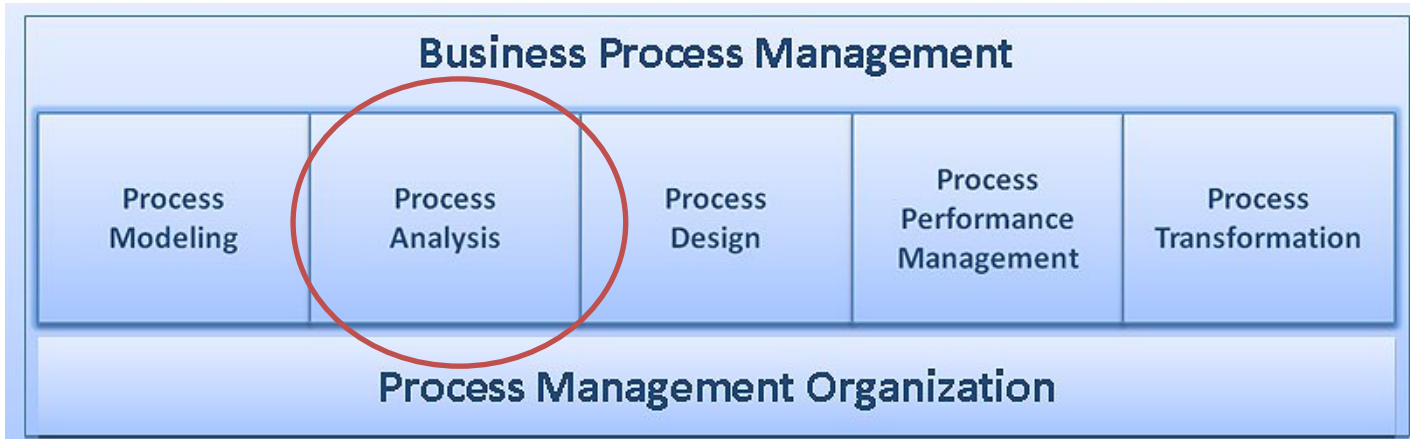 Business Process Management
Process
Modeling
Process
Analysis
Process
Design
Process
Performance
Management
Process
Transformation
Process Management Organization